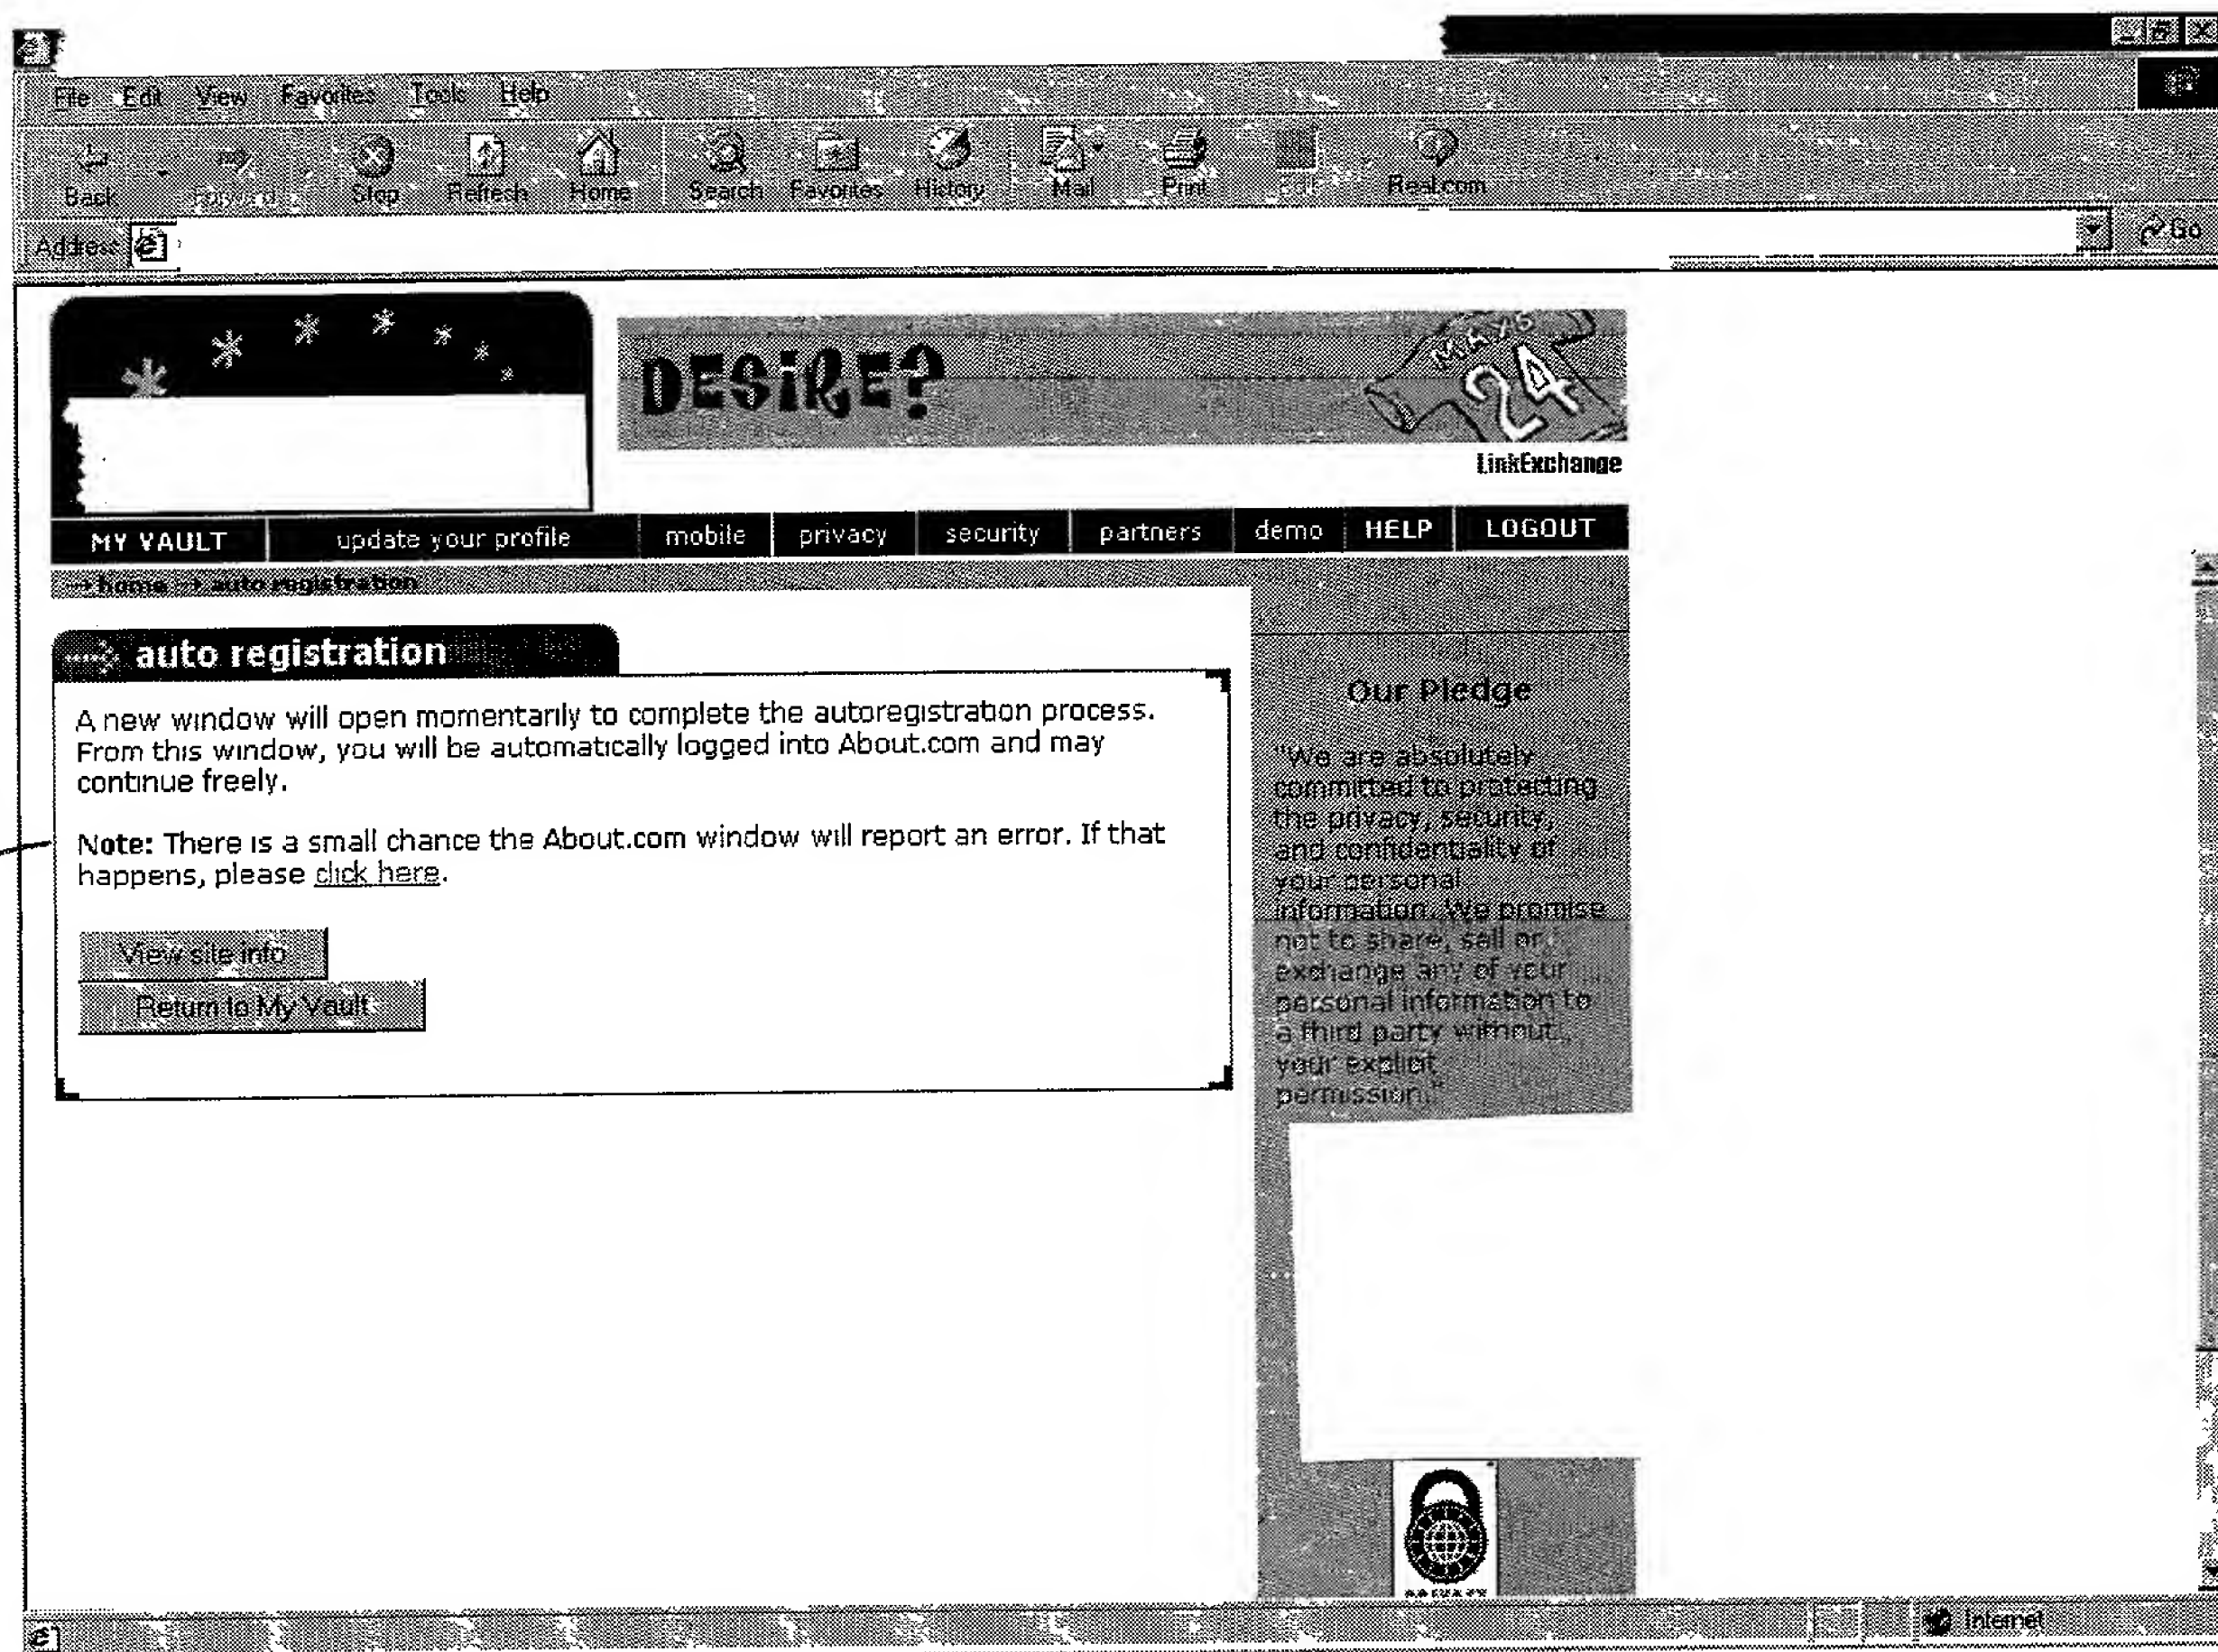 File Edit View Favorites Tools Help
Back Forward Stop Refresh Home Search Favorites History Mail Print Edit Real.com
Address Go
DESiRE?
MAYB
24
LinkExchange
MY VAULT update your profile mobile privacy security partners demo HELP LOGOUT
home auto registration
auto registration
A new window will open momentarily to complete the autoregistration process.
From this window, you will be automatically logged into About.com and may
continue freely.
Note: There is a small chance the About.com window will report an error. If that
happens, please click here.
View site info
Return to My Vault
Our Pledge
"We are absolutely
committed to protecting
the privacy, security,
and confidentiality of
your personal
information. We promise
not to share, sell or
exchange any of your
personal information to
a third party without
your explicit
permission."
PRIVACY
Internet